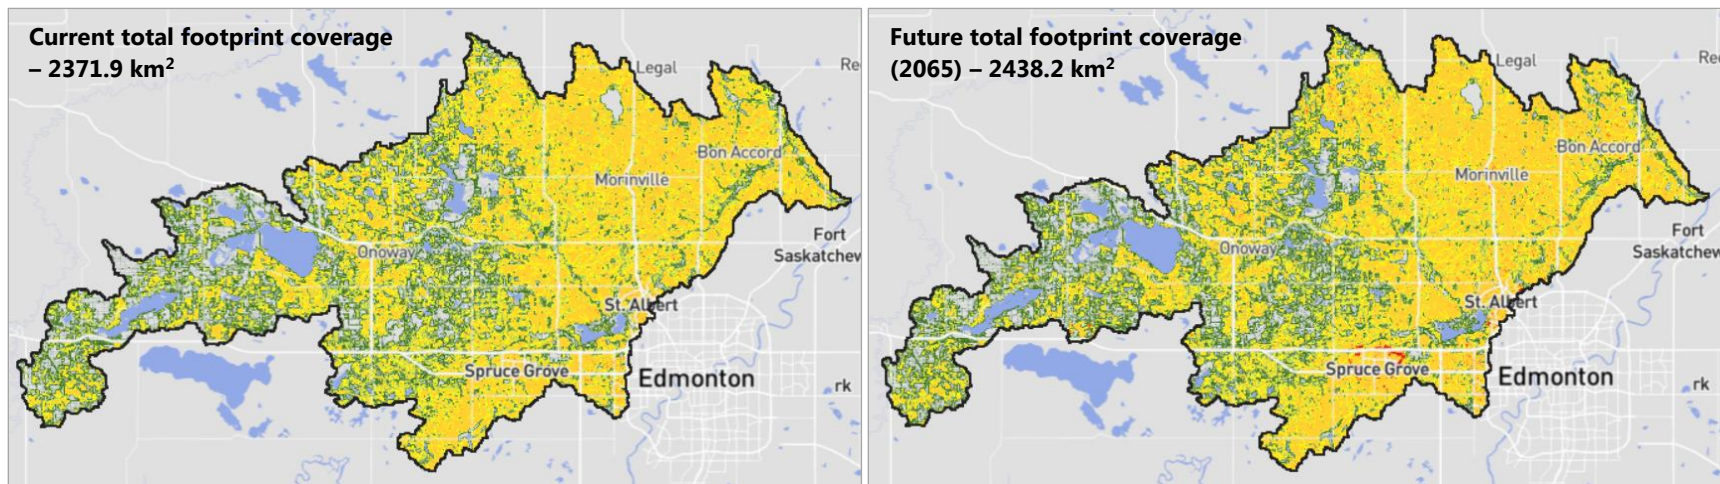 Current total footprint coverage
– 2371.9 km²
Legal
Re
Bon Accord
Morinville
Fort
Saskatchew
Onoway
St. Albert
Spruce Grove
Edmonton
rk
Future total footprint coverage
(2065) – 2438.2 km²
Legal
Re
Bon Accord
Morinville
Fort
Saskatchew
Onoway
St. Albert
Spruce Grove
Edmonton
rk